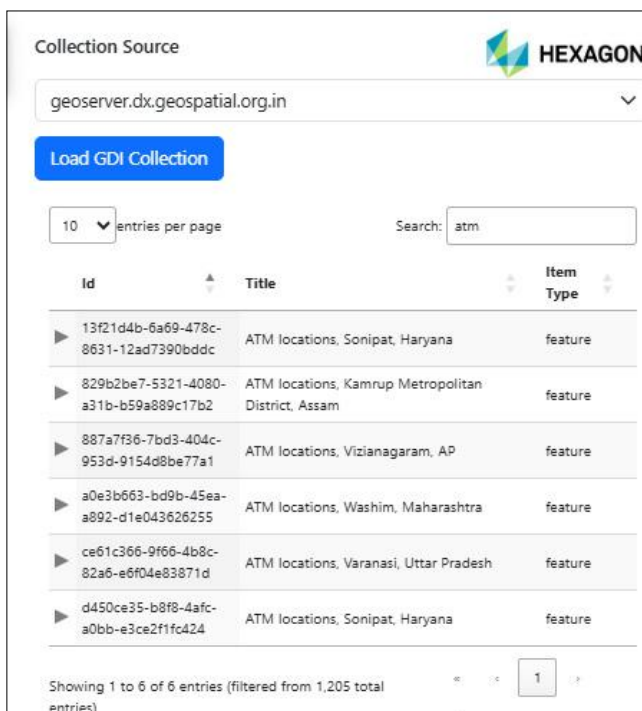 Collection Source
HEXAGON
geoserver.dx.geospatial.org.in
Load GDI Collection
10 entries per page
Search: atm
Id Title Item Type
13f21d4b-6a69-478c-8631-12ad7390bddc ATM locations, Sonipat, Haryana feature
829b2be7-5321-4080-a31b-b59a889c17b2 ATM locations, Kamrup Metropolitan District, Assam feature
887a7f36-7bd3-404c-953d-9154d8be77a1 ATM locations, Vizianagaram, AP feature
a0e3b663-bd9b-45ea-a892-d1e043626255 ATM locations, Washim, Maharashtra feature
ce61c366-9f66-4b8c-82a6-e6f04e83871d ATM locations, Varanasi, Uttar Pradesh feature
d450ce35-b8f8-4afc-a0bb-e3ce2f1fc424 ATM locations, Sonipat, Haryana feature
Showing 1 to 6 of 6 entries (filtered from 1,205 total
entries)
« ‹ 1 ›